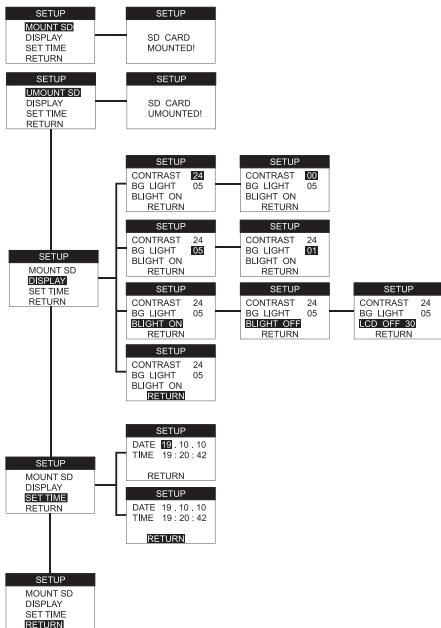 SETUP
MOUNT SD
DISPLAY
SET TIME
RETURN
SETUP
SD CARD
MOUNTED!
SETUP
UMOUNT SD
DISPLAY
SET TIME
RETURN
SETUP
SD CARD
UMOUNTED!
SETUP
CONTRAST 24
BG LIGHT 05
BLIGHT ON
RETURN
SETUP
CONTRAST 00
BG LIGHT 05
BLIGHT ON
RETURN
SETUP
CONTRAST 24
BG LIGHT 05
BLIGHT ON
RETURN
SETUP
CONTRAST 24
BG LIGHT 01
BLIGHT ON
RETURN
SETUP
MOUNT SD
DISPLAY
SET TIME
RETURN
SETUP
CONTRAST 24
BG LIGHT 05
BLIGHT ON
RETURN
SETUP
CONTRAST 24
BG LIGHT 05
BLIGHT OFF
RETURN
SETUP
CONTRAST 24
BG LIGHT 05
LCD OFF 30
RETURN
SETUP
CONTRAST 24
BG LIGHT 05
BLIGHT ON
RETURN
SETUP
DATE 19 . 10 . 10
TIME 19 : 20 : 42
RETURN
SETUP
MOUNT SD
DISPLAY
SET TIME
RETURN
SETUP
DATE 19 . 10 . 10
TIME 19 : 20 : 42
RETURN
SETUP
MOUNT SD
DISPLAY
SET TIME
RETURN